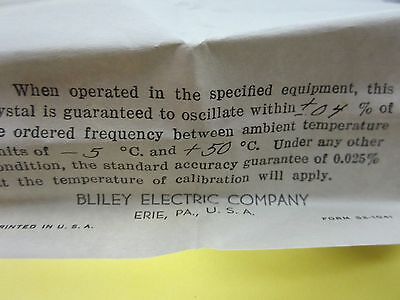 When operated in the specified equipment, this
rystal is guaranteed to oscillate within ±.04 % of
e ordered frequency between ambient temperature
mits of -5 °C. and +50 °C. Under any other
ondition, the standard accuracy guarantee of 0.025%
t the temperature of calibration will apply.
BLILEY ELECTRIC COMPANY
ERIE, PA., U. S. A.
PRINTED IN U. S. A.
FORM